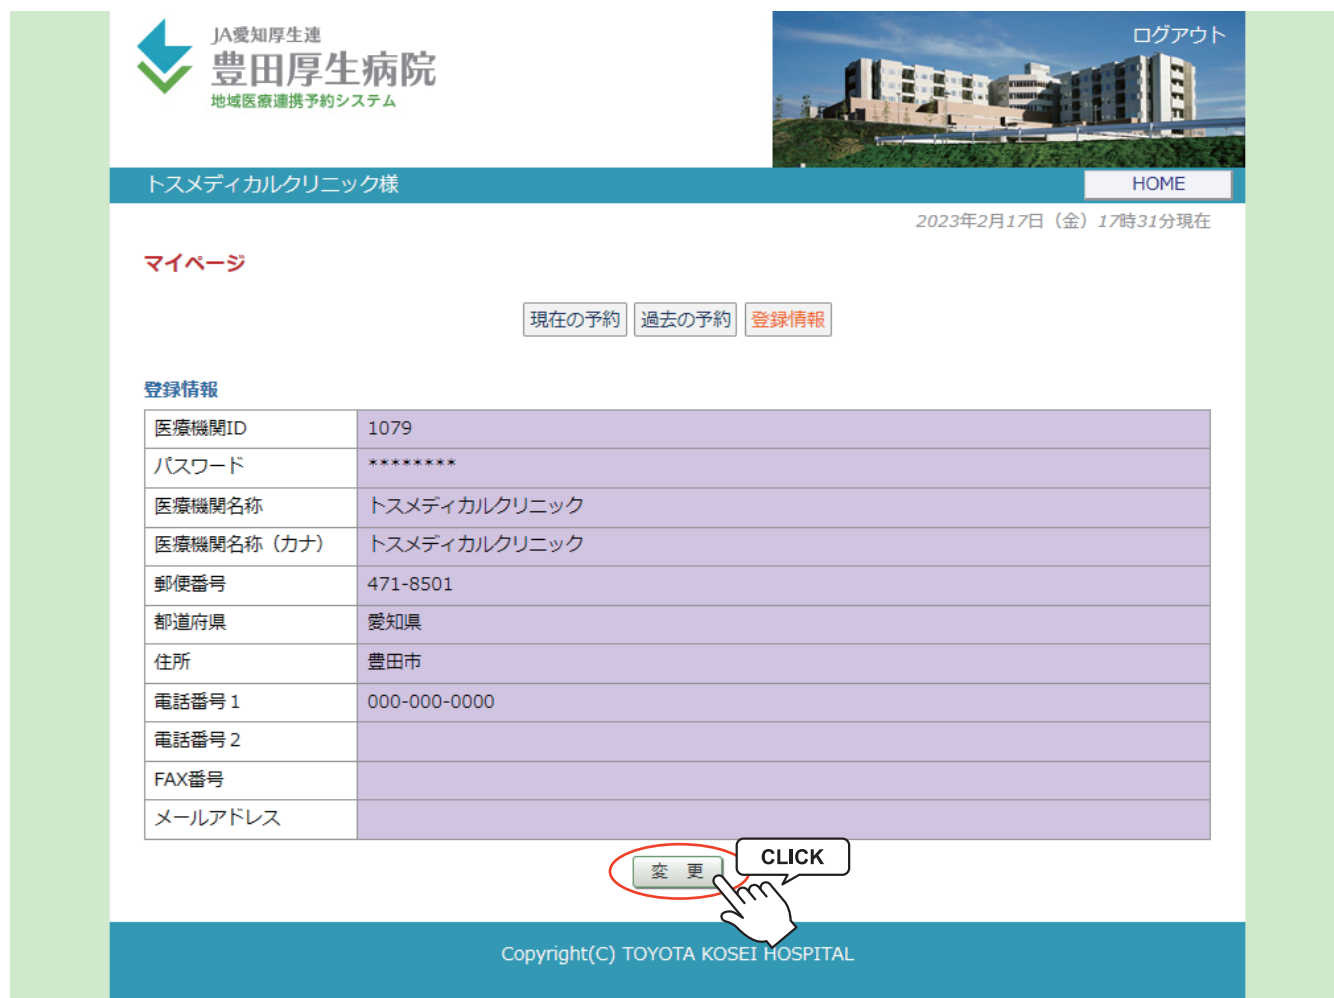 JA愛知厚生連
豊田厚生病院
地域医療連携予約システム
ログアウト
トスメディカルクリニック様
HOME
2023年2月17日（金）17時31分現在
マイページ
現在の予約 過去の予約 登録情報
登録情報
医療機関ID 1079
パスワード ********
医療機関名称 トスメディカルクリニック
医療機関名称（カナ） トスメディカルクリニック
郵便番号 471-8501
都道府県 愛知県
住所 豊田市
電話番号1 000-000-0000
電話番号2
FAX番号
メールアドレス
変 更
CLICK
Copyright(C) TOYOTA KOSEI HOSPITAL